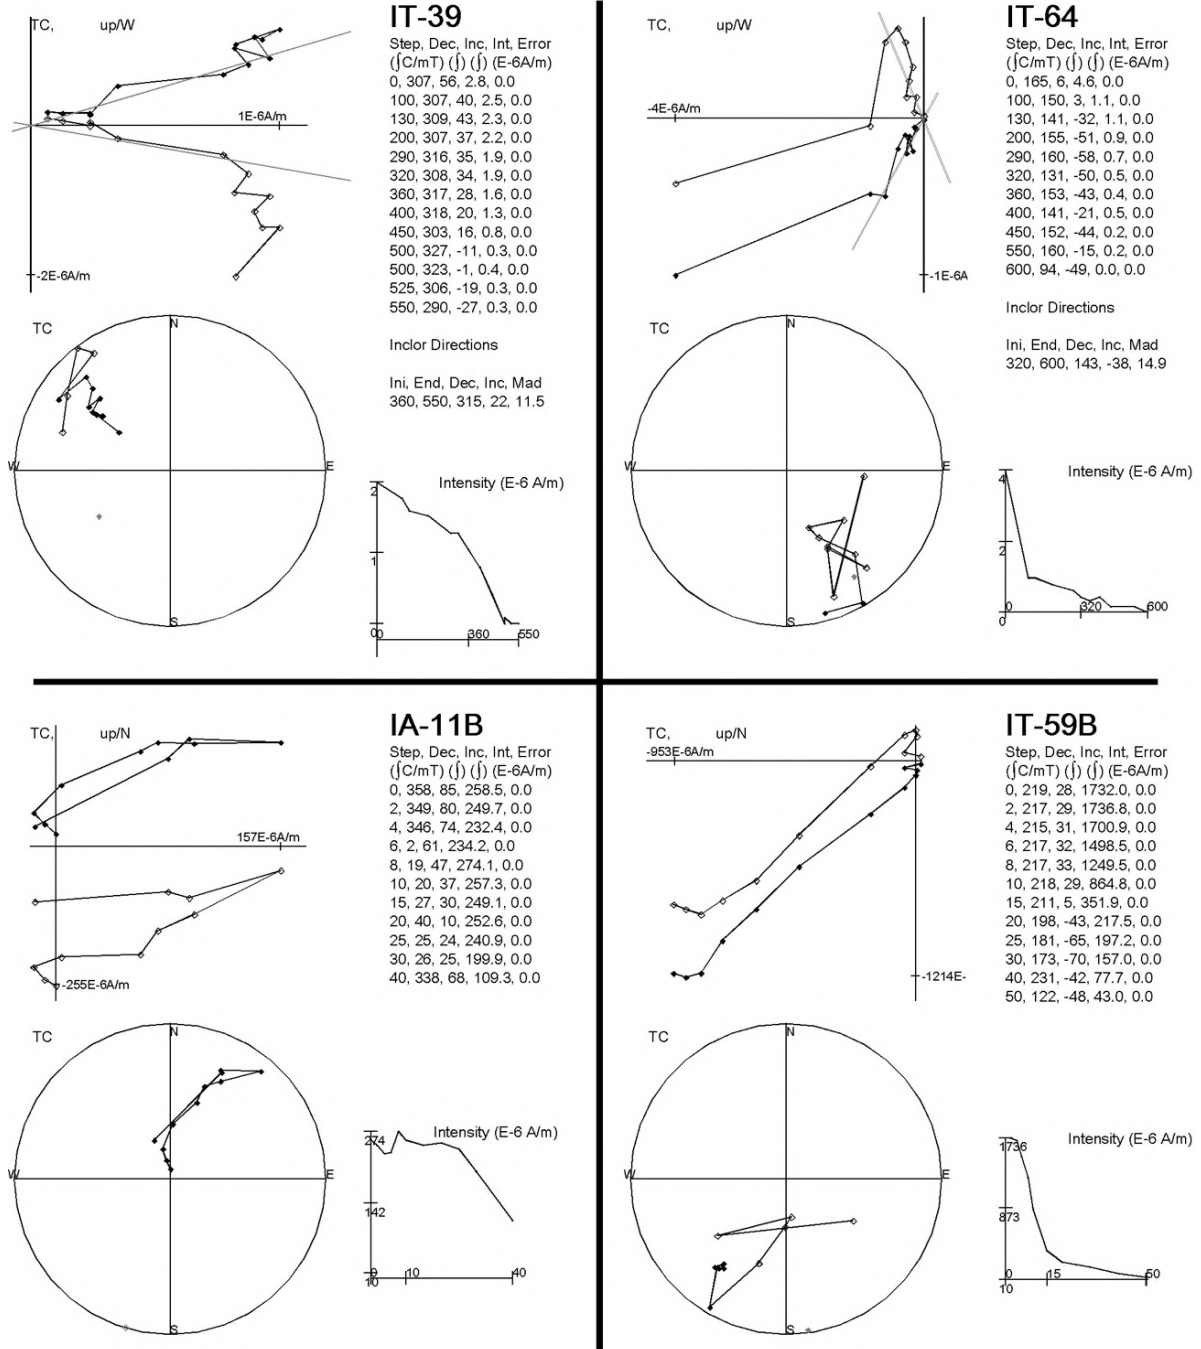 TC, up/W
1E-6A/m
-2E-6A/m
IT-39
Step, Dec, Inc, Int, Error
(∫C/mT) (∫) (∫) (E-6A/m)
0, 307, 56, 2.8, 0.0
100, 307, 40, 2.5, 0.0
130, 309, 43, 2.3, 0.0
200, 307, 37, 2.2, 0.0
290, 316, 35, 1.9, 0.0
320, 308, 34, 1.9, 0.0
360, 317, 28, 1.6, 0.0
400, 318, 20, 1.3, 0.0
450, 303, 16, 0.8, 0.0
500, 327, -11, 0.3, 0.0
500, 323, -1, 0.4, 0.0
525, 306, -19, 0.3, 0.0
550, 290, -27, 0.3, 0.0
Inclor Directions
Ini, End, Dec, Inc, Mad
360, 550, 315, 22, 11.5
TC
N
W
E
S
Intensity (E-6 A/m)
2
1
0
0
360
550
TC, up/W
-4E-6A/m
-1E-6A
IT-64
Step, Dec, Inc, Int, Error
(∫C/mT) (∫) (∫) (E-6A/m)
0, 165, 6, 4.6, 0.0
100, 150, 3, 1.1, 0.0
130, 141, -32, 1.1, 0.0
200, 155, -51, 0.9, 0.0
290, 160, -58, 0.7, 0.0
320, 131, -50, 0.5, 0.0
360, 153, -43, 0.4, 0.0
400, 141, -21, 0.5, 0.0
450, 152, -44, 0.2, 0.0
550, 160, -15, 0.2, 0.0
600, 94, -49, 0.0, 0.0
Inclor Directions
Ini, End, Dec, Inc, Mad
320, 600, 143, -38, 14.9
TC
N
W
E
S
Intensity (E-6 A/m)
4
2
0
0
320
600
TC, up/N
157E-6A/m
-255E-6A/m
IA-11B
Step, Dec, Inc, Int, Error
(∫C/mT) (∫) (∫) (E-6A/m)
0, 358, 85, 258.5, 0.0
2, 349, 80, 249.7, 0.0
4, 346, 74, 232.4, 0.0
6, 2, 61, 234.2, 0.0
8, 19, 47, 274.1, 0.0
10, 20, 37, 257.3, 0.0
15, 27, 30, 249.1, 0.0
20, 40, 10, 252.6, 0.0
25, 25, 24, 240.9, 0.0
30, 26, 25, 199.9, 0.0
40, 338, 68, 109.3, 0.0
TC
N
W
E
S
Intensity (E-6 A/m)
274
142
10
0
10
40
TC, up/N
-953E-6A/m
-1214E-
IT-59B
Step, Dec, Inc, Int, Error
(∫C/mT) (∫) (∫) (E-6A/m)
0, 219, 28, 1732.0, 0.0
2, 217, 29, 1736.8, 0.0
4, 215, 31, 1700.9, 0.0
6, 217, 32, 1498.5, 0.0
8, 217, 33, 1249.5, 0.0
10, 218, 29, 864.8, 0.0
15, 211, 5, 351.9, 0.0
20, 198, -43, 217.5, 0.0
25, 181, -65, 197.2, 0.0
30, 173, -70, 157.0, 0.0
40, 231, -42, 77.7, 0.0
50, 122, -48, 43.0, 0.0
TC
N
W
E
S
Intensity (E-6 A/m)
1736
873
10
0
15
50